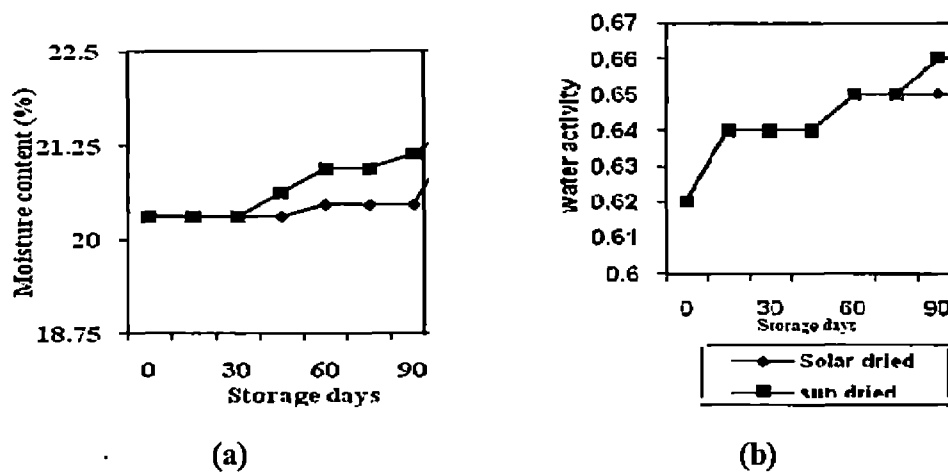 22.5
21.25
20
18.75
Moisture content (%)
0 30 60 90
Storage days
(a)
0.67
0.66
0.65
0.64
0.63
0.62
0.61
0.6
water activity
0 30 60 90
Storage days
Solar dried
sun dried
(b)